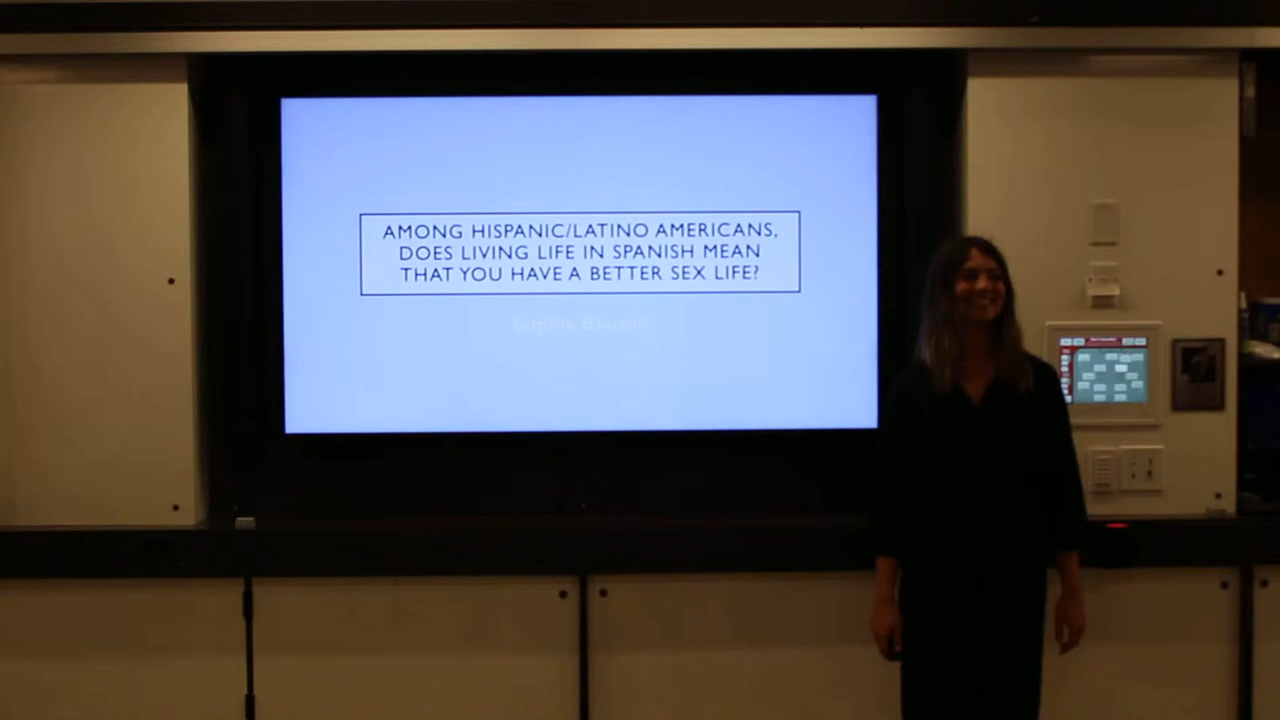 AMONG HISPANIC/LATINO AMERICANS,
DOES LIVING LIFE IN SPANISH MEAN
THAT YOU HAVE A BETTER SEX LIFE?